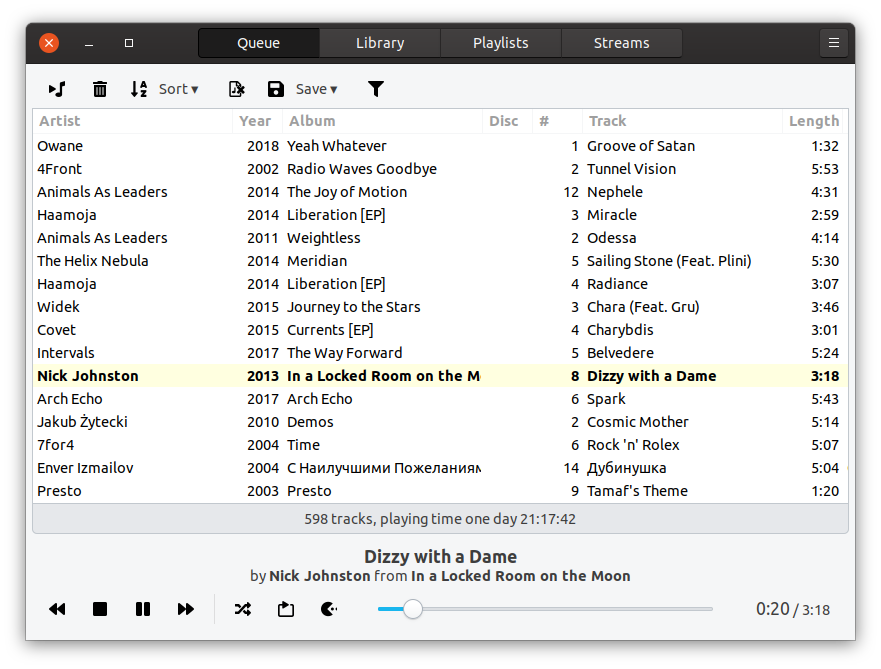 Queue Library Playlists Streams
Sort Save
Artist Year Album Disc # Track Length
Owane 2018 Yeah Whatever 1 Groove of Satan 1:32
4Front 2002 Radio Waves Goodbye 2 Tunnel Vision 5:53
Animals As Leaders 2014 The Joy of Motion 12 Nephele 4:31
Haamoja 2014 Liberation [EP] 3 Miracle 2:59
Animals As Leaders 2011 Weightless 2 Odessa 4:14
The Helix Nebula 2014 Meridian 5 Sailing Stone (Feat. Plini) 5:30
Haamoja 2014 Liberation [EP] 4 Radiance 3:07
Widek 2015 Journey to the Stars 3 Chara (Feat. Gru) 3:46
Covet 2015 Currents [EP] 4 Charybdis 3:01
Intervals 2017 The Way Forward 5 Belvedere 5:24
Nick Johnston 2013 In a Locked Room on the M 8 Dizzy with a Dame 3:18
Arch Echo 2017 Arch Echo 6 Spark 5:43
Jakub Żytecki 2010 Demos 2 Cosmic Mother 5:14
7for4 2004 Time 6 Rock 'n' Rolex 5:07
Enver Izmailov 2004 С Наилучшими Пожеланиям 14 Дубинушка 5:04
Presto 2003 Presto 9 Tamaf's Theme 1:20
598 tracks, playing time one day 21:17:42
Dizzy with a Dame
by Nick Johnston from In a Locked Room on the Moon
0:20 / 3:18